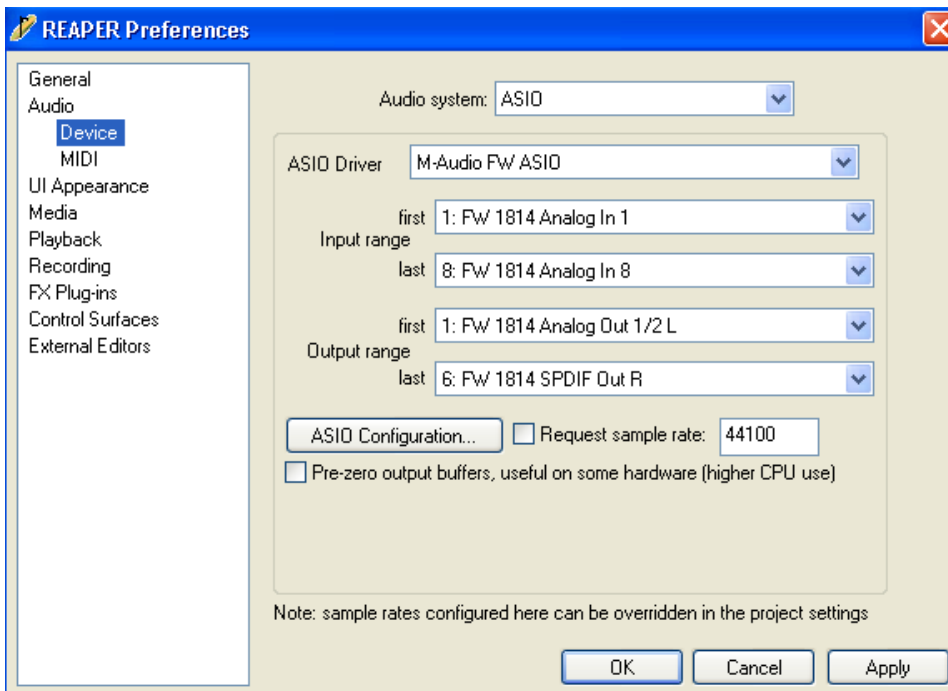 REAPER Preferences
General
Audio
Device
MIDI
UI Appearance
Media
Playback
Recording
FX Plug-ins
Control Surfaces
External Editors
Audio system: ASIO
ASIO Driver M-Audio FW ASIO
first 1: FW 1814 Analog In 1
Input range
last 8: FW 1814 Analog In 8
first 1: FW 1814 Analog Out 1/2 L
Output range
last 6: FW 1814 SPDIF Out R
ASIO Configuration... Request sample rate: 44100
Pre-zero output buffers, useful on some hardware (higher CPU use)
Note: sample rates configured here can be overridden in the project settings
OK Cancel Apply